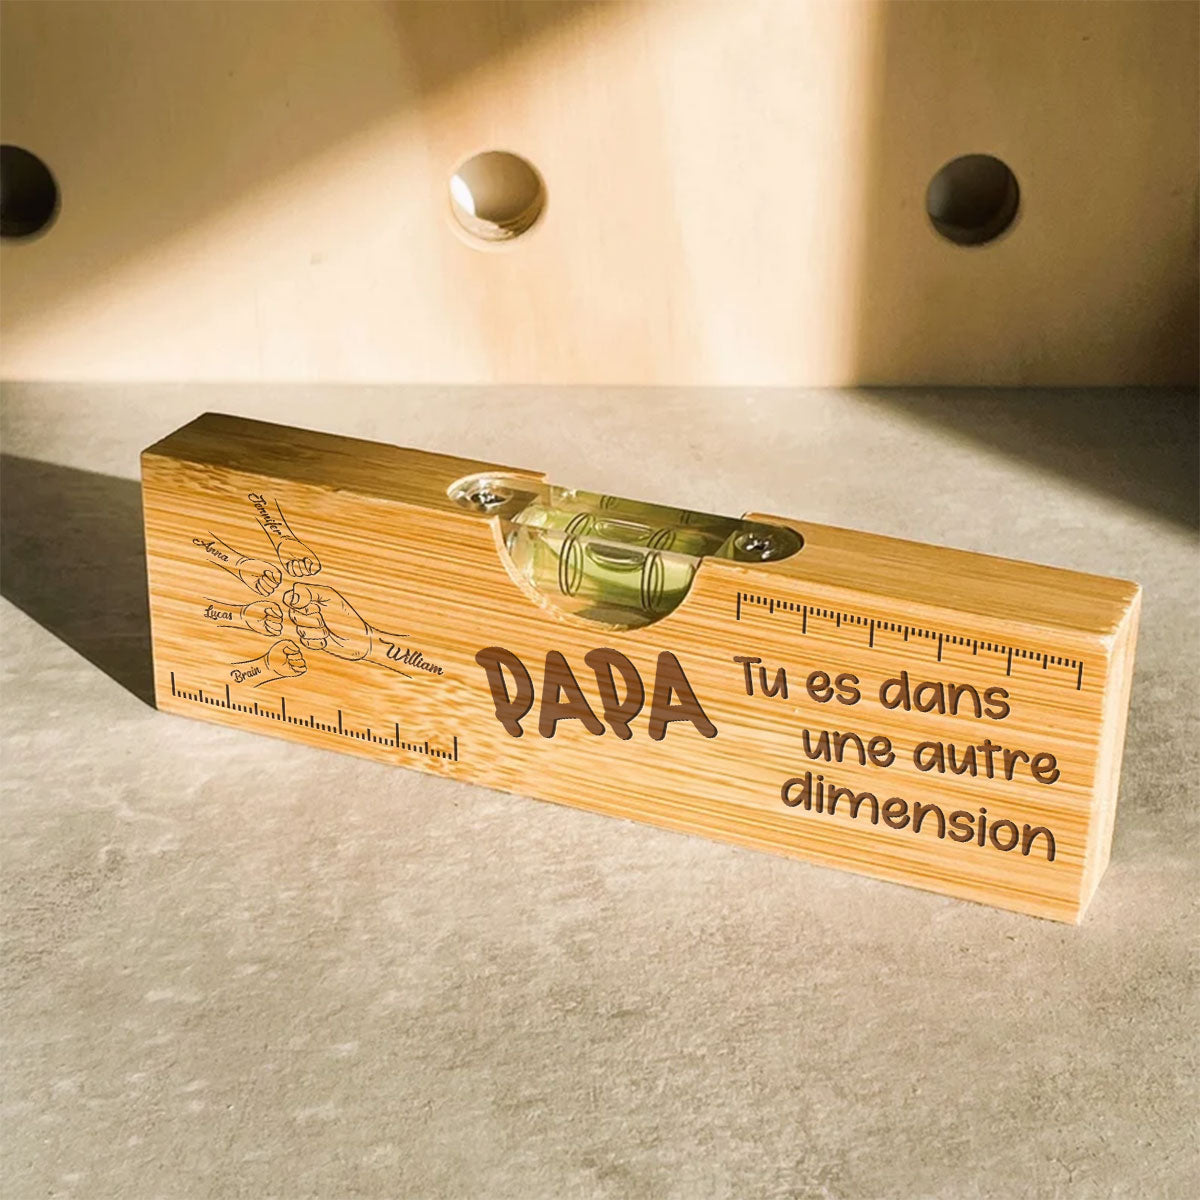 Jennifer
Anna
Lucas
Brain
William
PAPA
Tu es dans
une autre
dimension